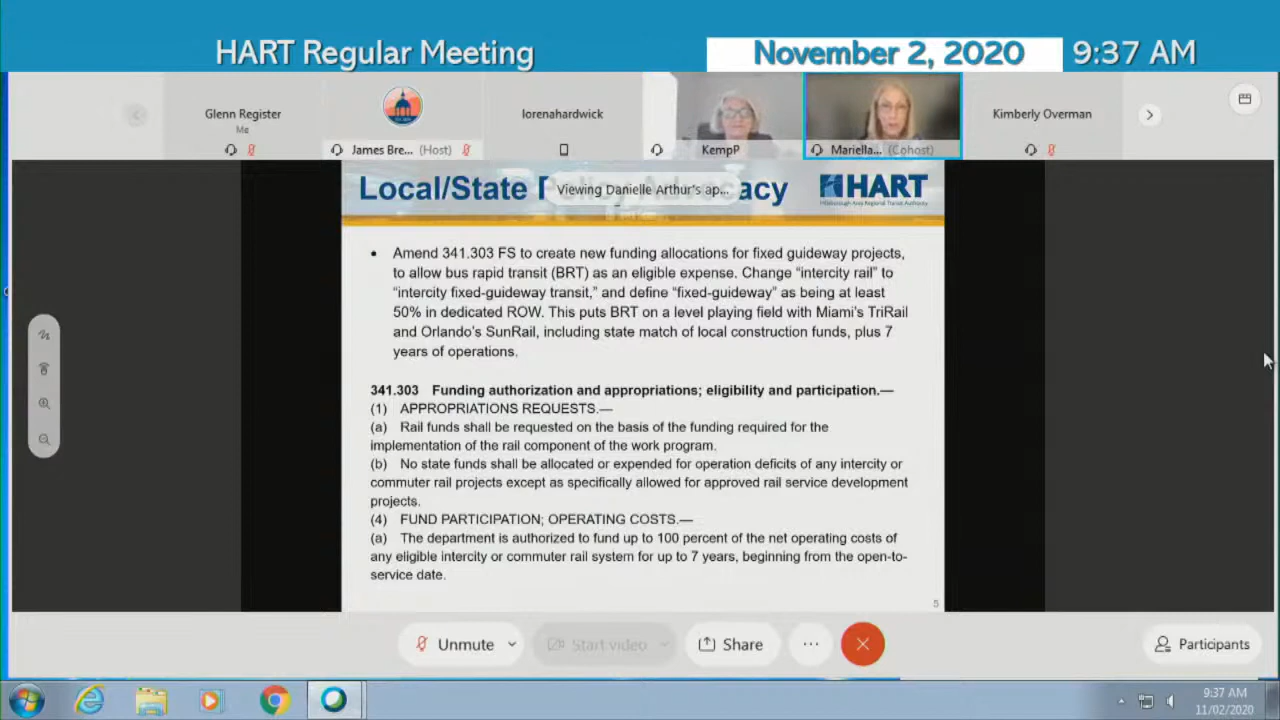 HART Regular Meeting
November 2, 2020
9:37 AM
Glenn Register
Me
James Bre... (Host)
lorenahardwick
KempP
Mariella... (Cohost)
Kimberly Overman
Local/State
Viewing Danielle Arthur's ap...
acy
HART
Hillsborough Area Regional Transit Authority
• Amend 341.303 FS to create new funding allocations for fixed guideway projects,
to allow bus rapid transit (BRT) as an eligible expense. Change “intercity rail” to
“intercity fixed-guideway transit,” and define “fixed-guideway” as being at least
50% in dedicated ROW. This puts BRT on a level playing field with Miami’s TriRail
and Orlando’s SunRail, including state match of local construction funds, plus 7
years of operations.
341.303 Funding authorization and appropriations; eligibility and participation.—
(1) APPROPRIATIONS REQUESTS.—
(a) Rail funds shall be requested on the basis of the funding required for the
implementation of the rail component of the work program.
(b) No state funds shall be allocated or expended for operation deficits of any intercity or
commuter rail projects except as specifically allowed for approved rail service development
projects.
(4) FUND PARTICIPATION; OPERATING COSTS.—
(a) The department is authorized to fund up to 100 percent of the net operating costs of
any eligible intercity or commuter rail system for up to 7 years, beginning from the open-to-
service date.
5
Unmute
Start video
Share
Participants
9:37 AM
11/02/2020